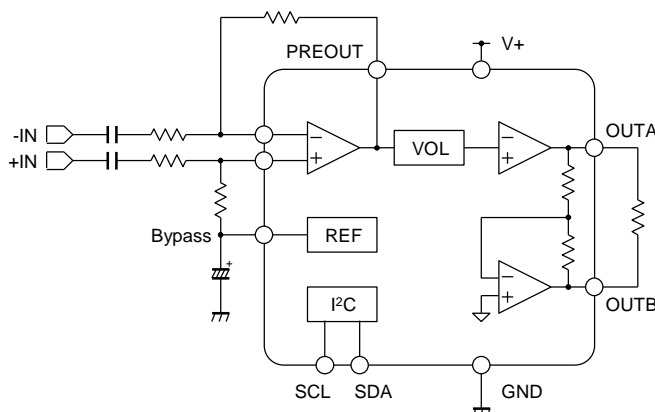 PREOUT
V+
-IN
+IN
−
+
VOL
−
OUTA
Bypass
REF
+
I²C
−
+
OUTB
SCL
SDA
GND